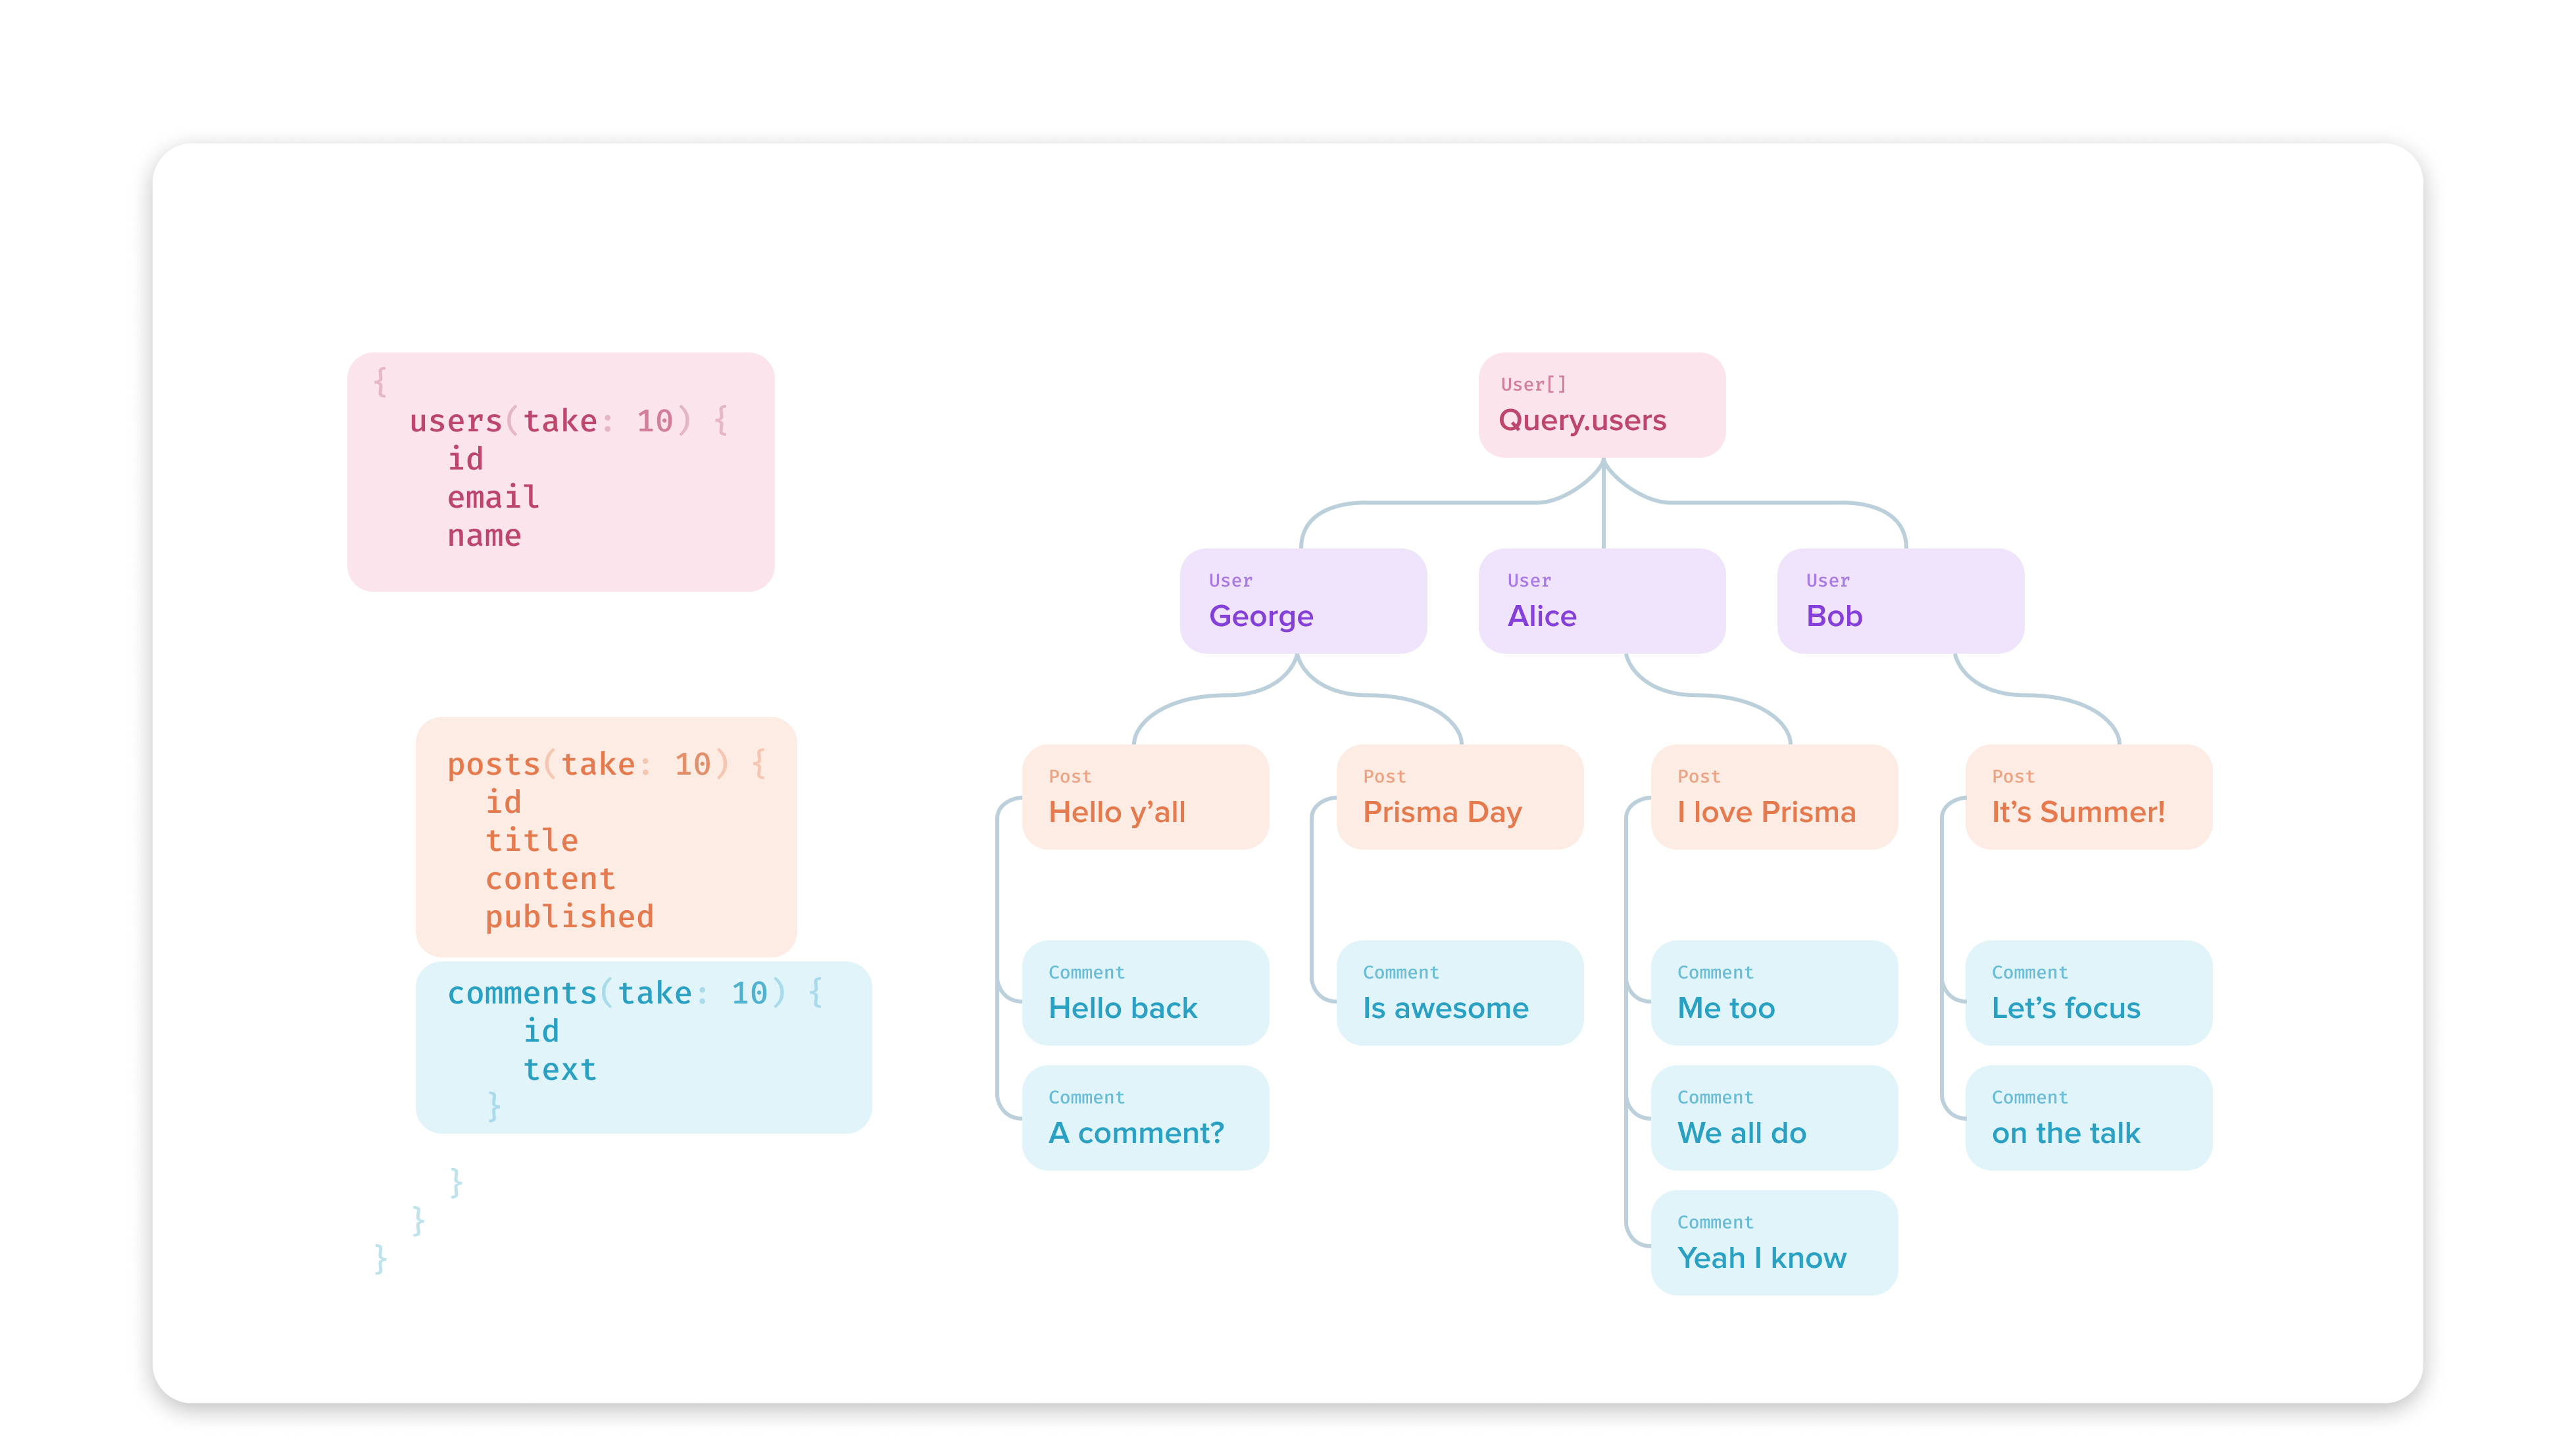 {
  users(take: 10) {
    id
    email
    name
    posts(take: 10) {
      id
      title
      content
      published
    comments(take: 10) {
        id
        text
      }
    }
  }
}
User[]
Query.users
User
George
User
Alice
User
Bob
Post
Hello y’all
Post
Prisma Day
Post
I love Prisma
Post
It’s Summer!
Comment
Hello back
Comment
Is awesome
Comment
Me too
Comment
Let’s focus
Comment
A comment?
Comment
We all do
Comment
on the talk
Comment
Yeah I know